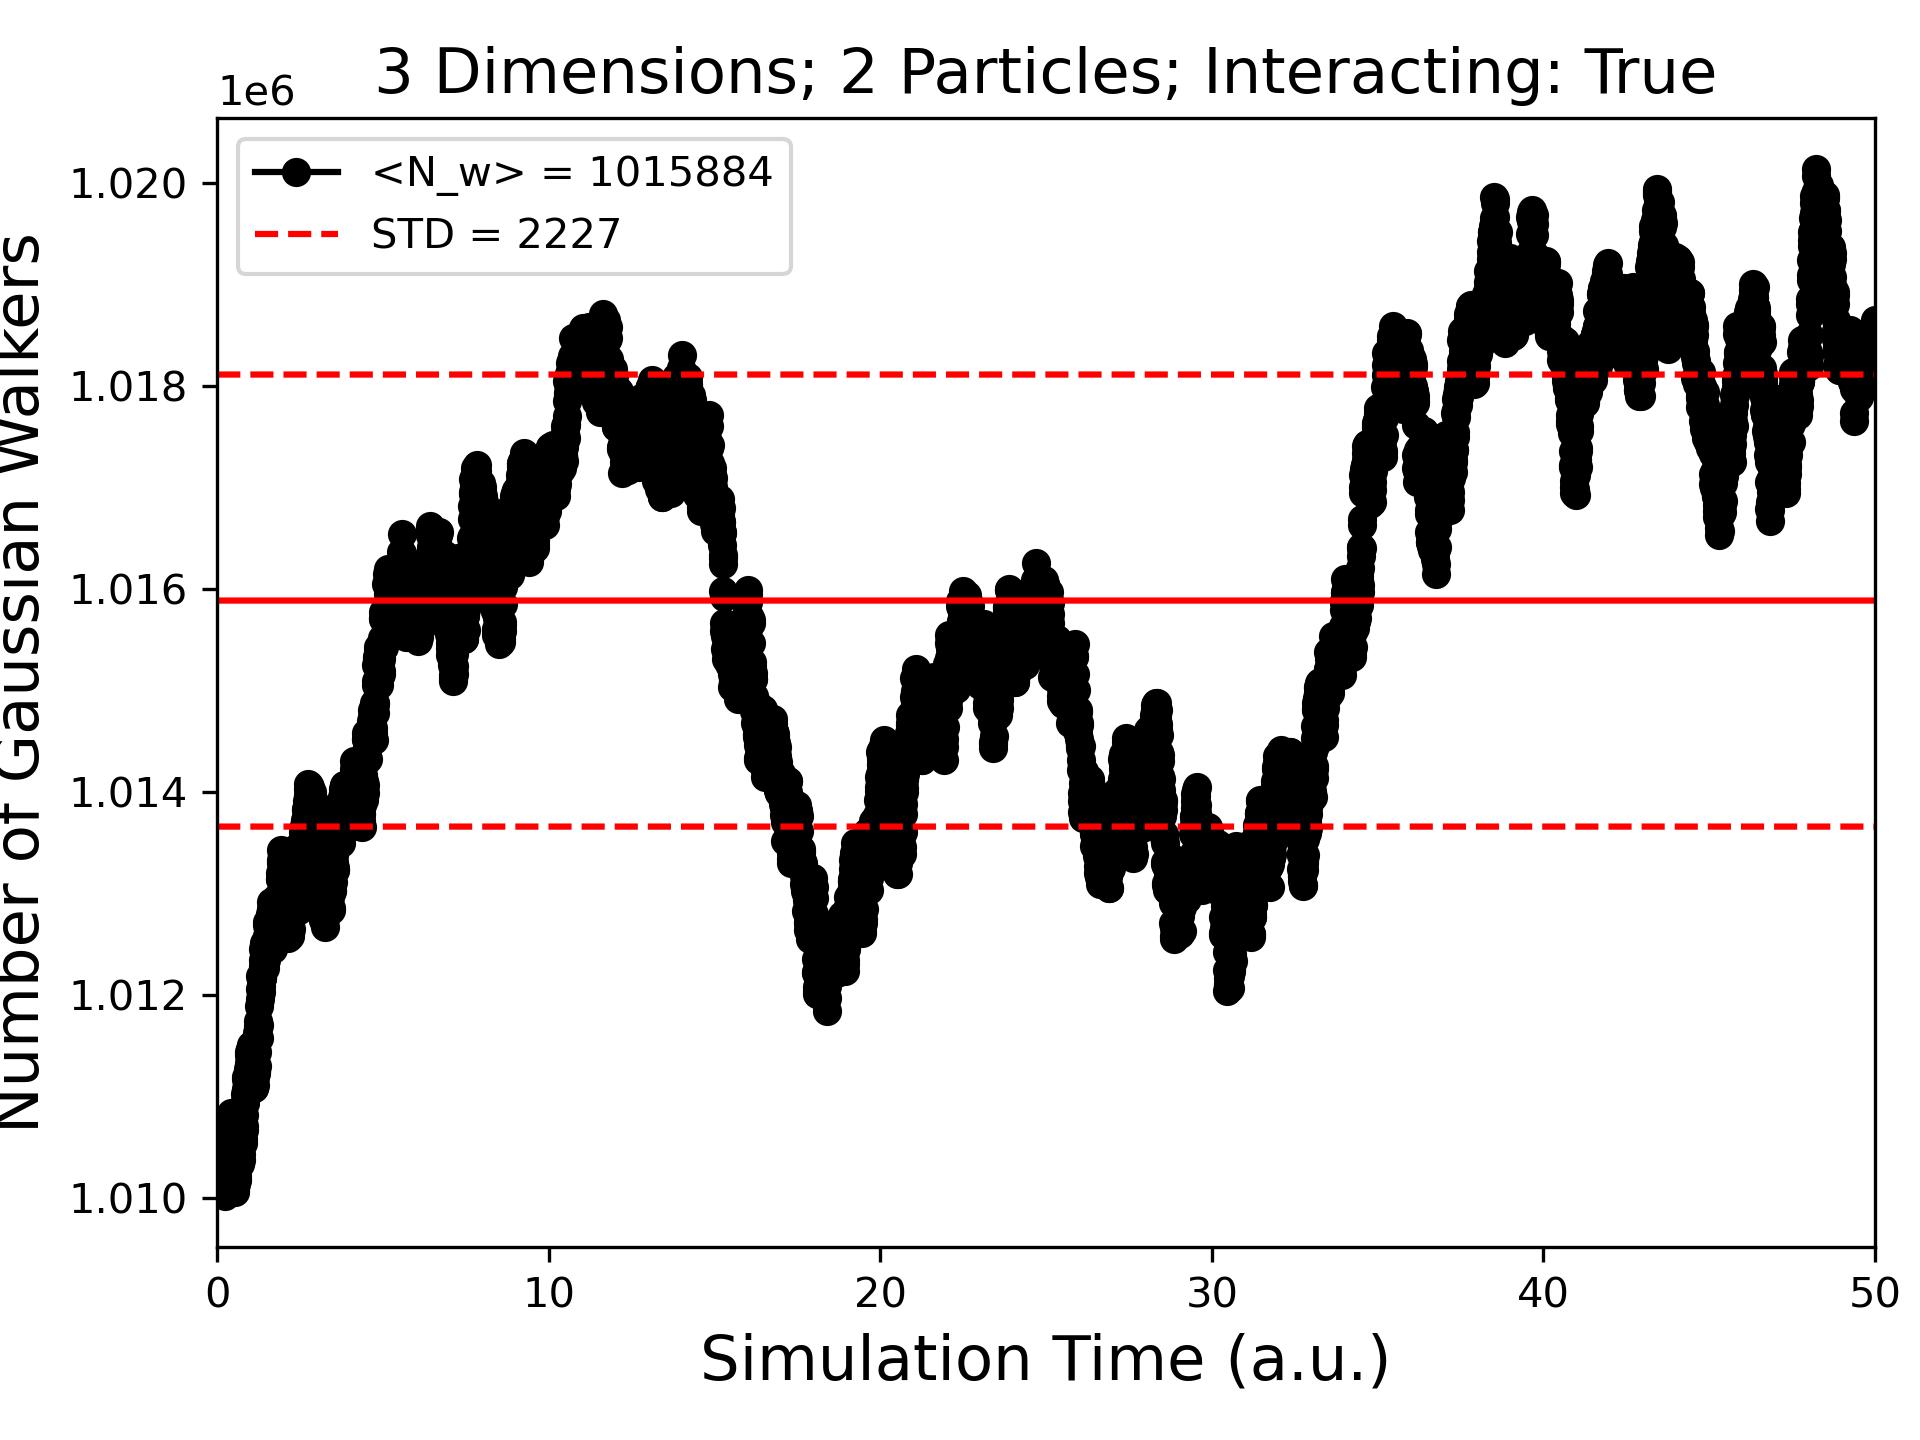 3 Dimensions; 2 Particles; Interacting: True
1e6
<N_w> = 1015884
STD = 2227
1.020
1.018
1.016
1.014
1.012
1.010
Number of Gaussian Walkers
0 10 20 30 40 50
Simulation Time (a.u.)